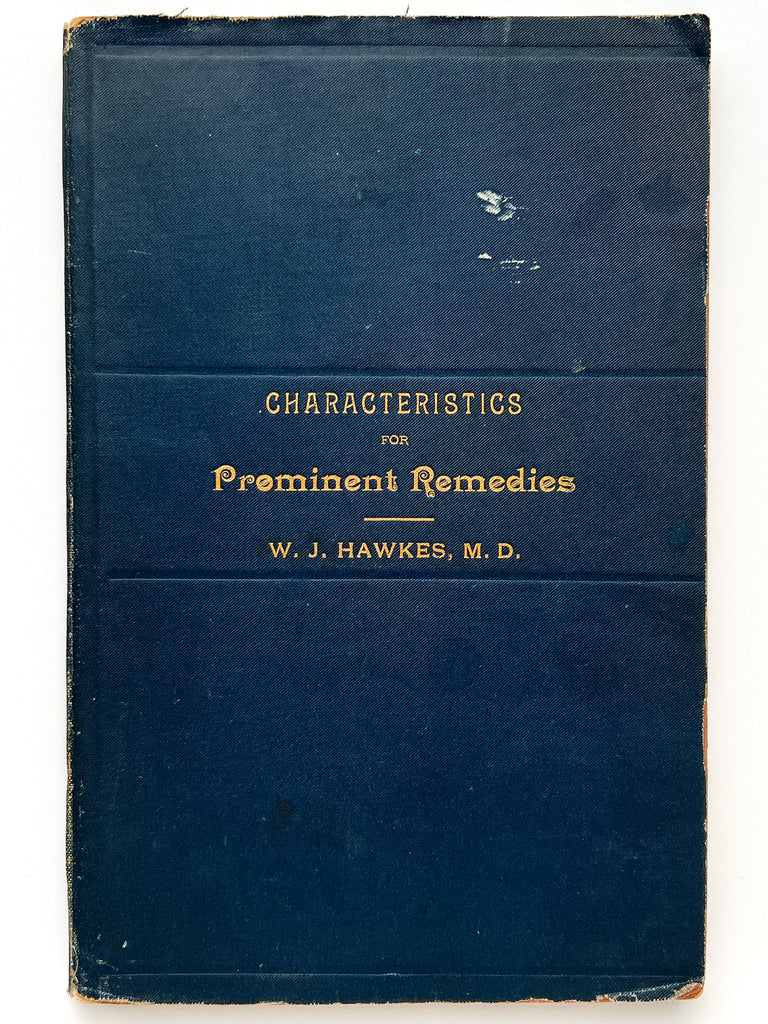 CHARACTERISTICS
FOR
Prominent Remedies
W. J. HAWKES, M. D.